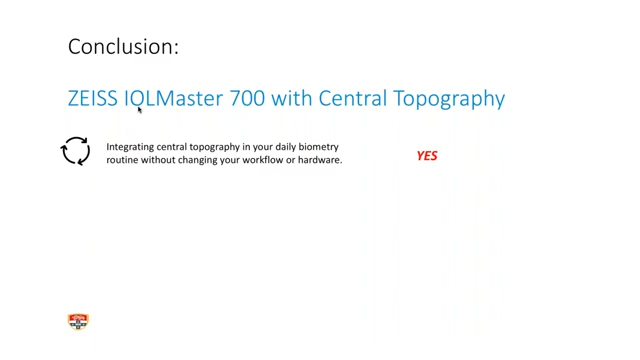 Conclusion:
ZEISS IOLMaster 700 with Central Topography
Integrating central topography in your daily biometry
routine without changing your workflow or hardware.
YES